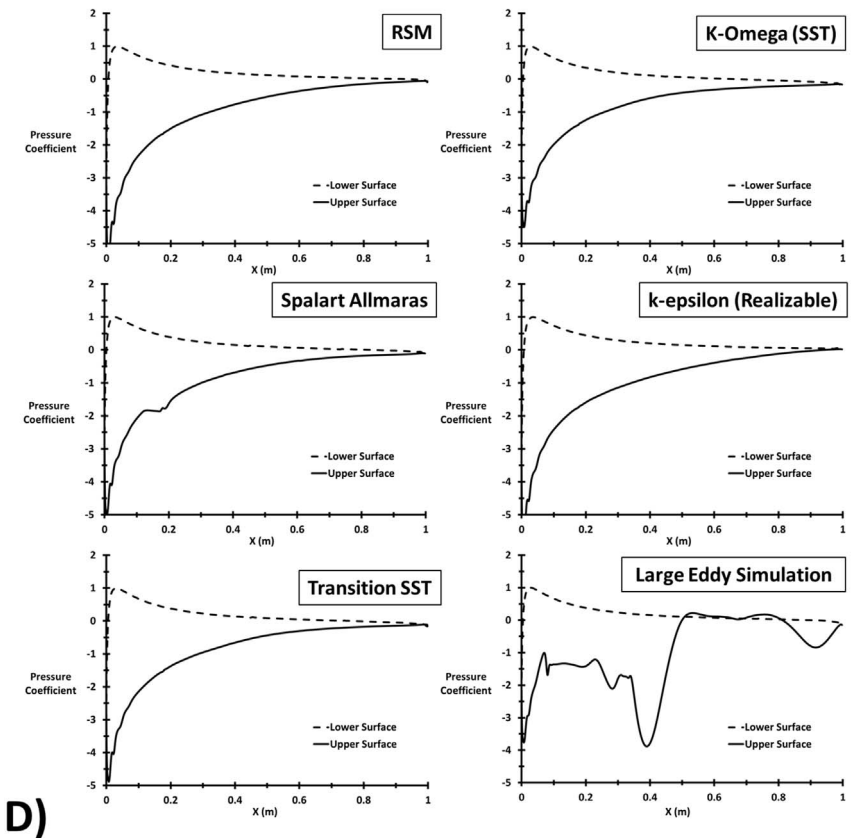 RSM
2
1
0
-1
-2
-3
-4
-5
Pressure
Coefficient
- -Lower Surface
Upper Surface
0 0.2 0.4 0.6 0.8 1
X (m)
K-Omega (SST)
2
1
0
-1
-2
-3
-4
-5
Pressure
Coefficient
- -Lower Surface
Upper Surface
0 0.2 0.4 0.6 0.8 1
X (m)
Spalart Allmaras
2
1
0
-1
-2
-3
-4
-5
Pressure
Coefficient
- -Lower Surface
Upper Surface
0 0.2 0.4 0.6 0.8 1
X (m)
k-epsilon (Realizable)
2
1
0
-1
-2
-3
-4
-5
Pressure
Coefficient
- -Lower Surface
Upper Surface
0 0.2 0.4 0.6 0.8 1
X (m)
Transition SST
2
1
0
-1
-2
-3
-4
-5
Pressure
Coefficient
- -Lower Surface
Upper Surface
0 0.2 0.4 0.6 0.8 1
X (m)
Large Eddy Simulation
2
1
0
-1
-2
-3
-4
-5
Pressure
Coefficient
- -Lower Surface
Upper Surface
0 0.2 0.4 0.6 0.8 1
X (m)
D)